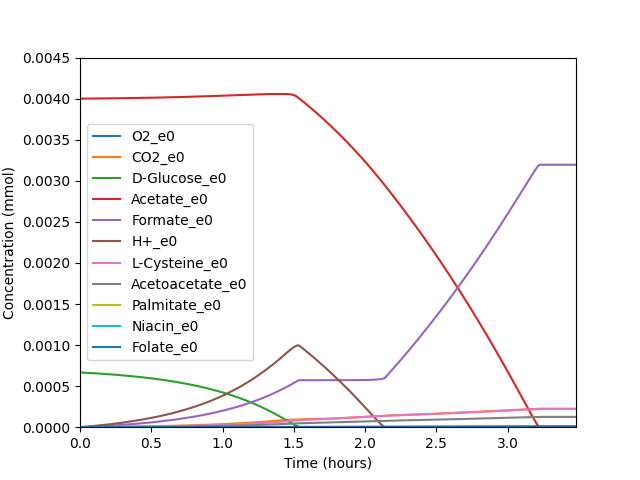 0.0045
0.0040
0.0035
0.0030
0.0025
0.0020
0.0015
0.0010
0.0005
0.0000
Concentration (mmol)
O2_e0
CO2_e0
D-Glucose_e0
Acetate_e0
Formate_e0
H+_e0
L-Cysteine_e0
Acetoacetate_e0
Palmitate_e0
Niacin_e0
Folate_e0
0.0 0.5 1.0 1.5 2.0 2.5 3.0
Time (hours)